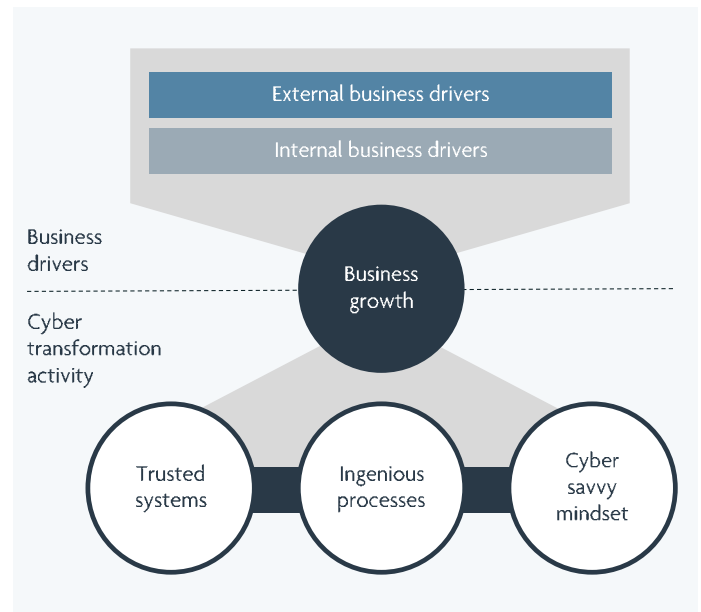 External business drivers
Internal business drivers
Business
drivers
Business
growth
Cyber
transformation
activity
Trusted
systems
Ingenious
processes
Cyber
savvy
mindset